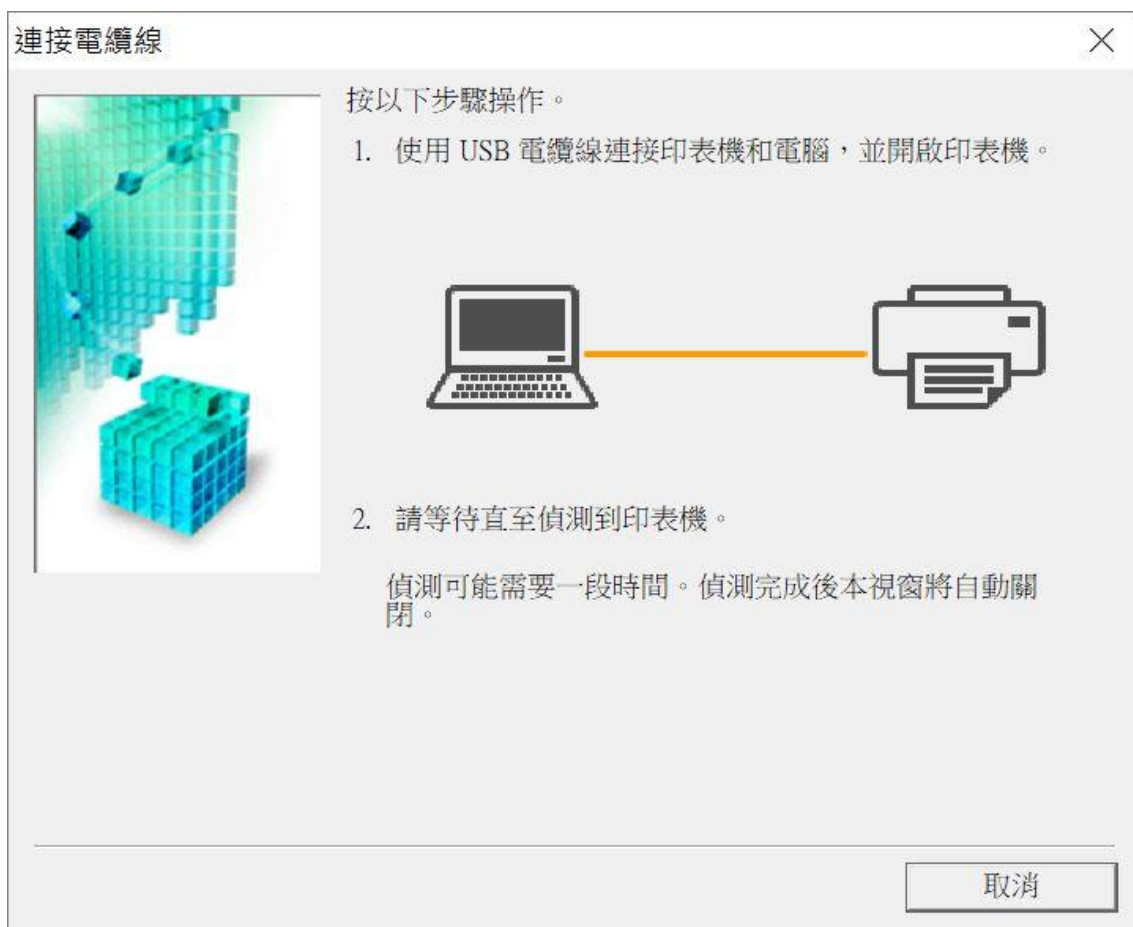 連接電纜線
按以下步驟操作。
1. 使用 USB 電纜線連接印表機和電腦，並開啟印表機。
2. 請等待直至偵測到印表機。
偵測可能需要一段時間。偵測完成後本視窗將自動關
閉。
取消